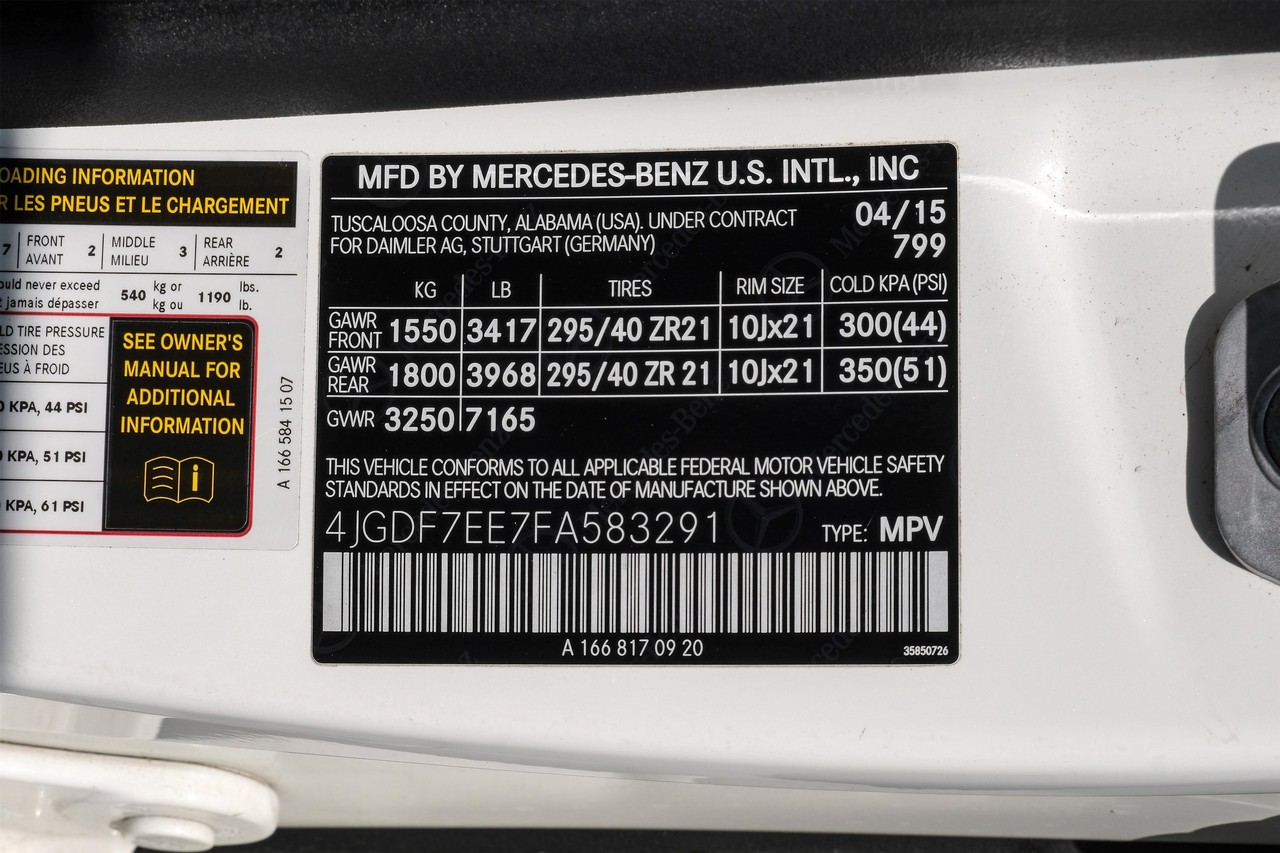 OADING INFORMATION
R LES PNEUS ET LE CHARGEMENT
7 FRONT AVANT 2 MIDDLE MILIEU 3 REAR ARRIÈRE 2
ould never exceed
t jamais dépasser
540 kg or kg ou 1190 lbs. lb.
LD TIRE PRESSURE
ESSION DES
EUS À FROID
0 KPA, 44 PSI
0 KPA, 51 PSI
0 KPA, 61 PSI
SEE OWNER'S
MANUAL FOR
ADDITIONAL
INFORMATION
i
A 166 584 15 07
MFD BY MERCEDES-BENZ U.S. INTL., INC
TUSCALOOSA COUNTY, ALABAMA (USA). UNDER CONTRACT
FOR DAIMLER AG, STUTTGART (GERMANY)
04/15
799
KG LB TIRES RIM SIZE COLD KPA (PSI)
GAWR FRONT 1550 3417 295/40 ZR21 10Jx21 300(44)
GAWR REAR 1800 3968 295/40 ZR 21 10Jx21 350(51)
GVWR 3250 7165
THIS VEHICLE CONFORMS TO ALL APPLICABLE FEDERAL MOTOR VEHICLE SAFETY
STANDARDS IN EFFECT ON THE DATE OF MANUFACTURE SHOWN ABOVE.
4JGDF7EE7FA583291 TYPE: MPV
A 166 817 09 20
35850726